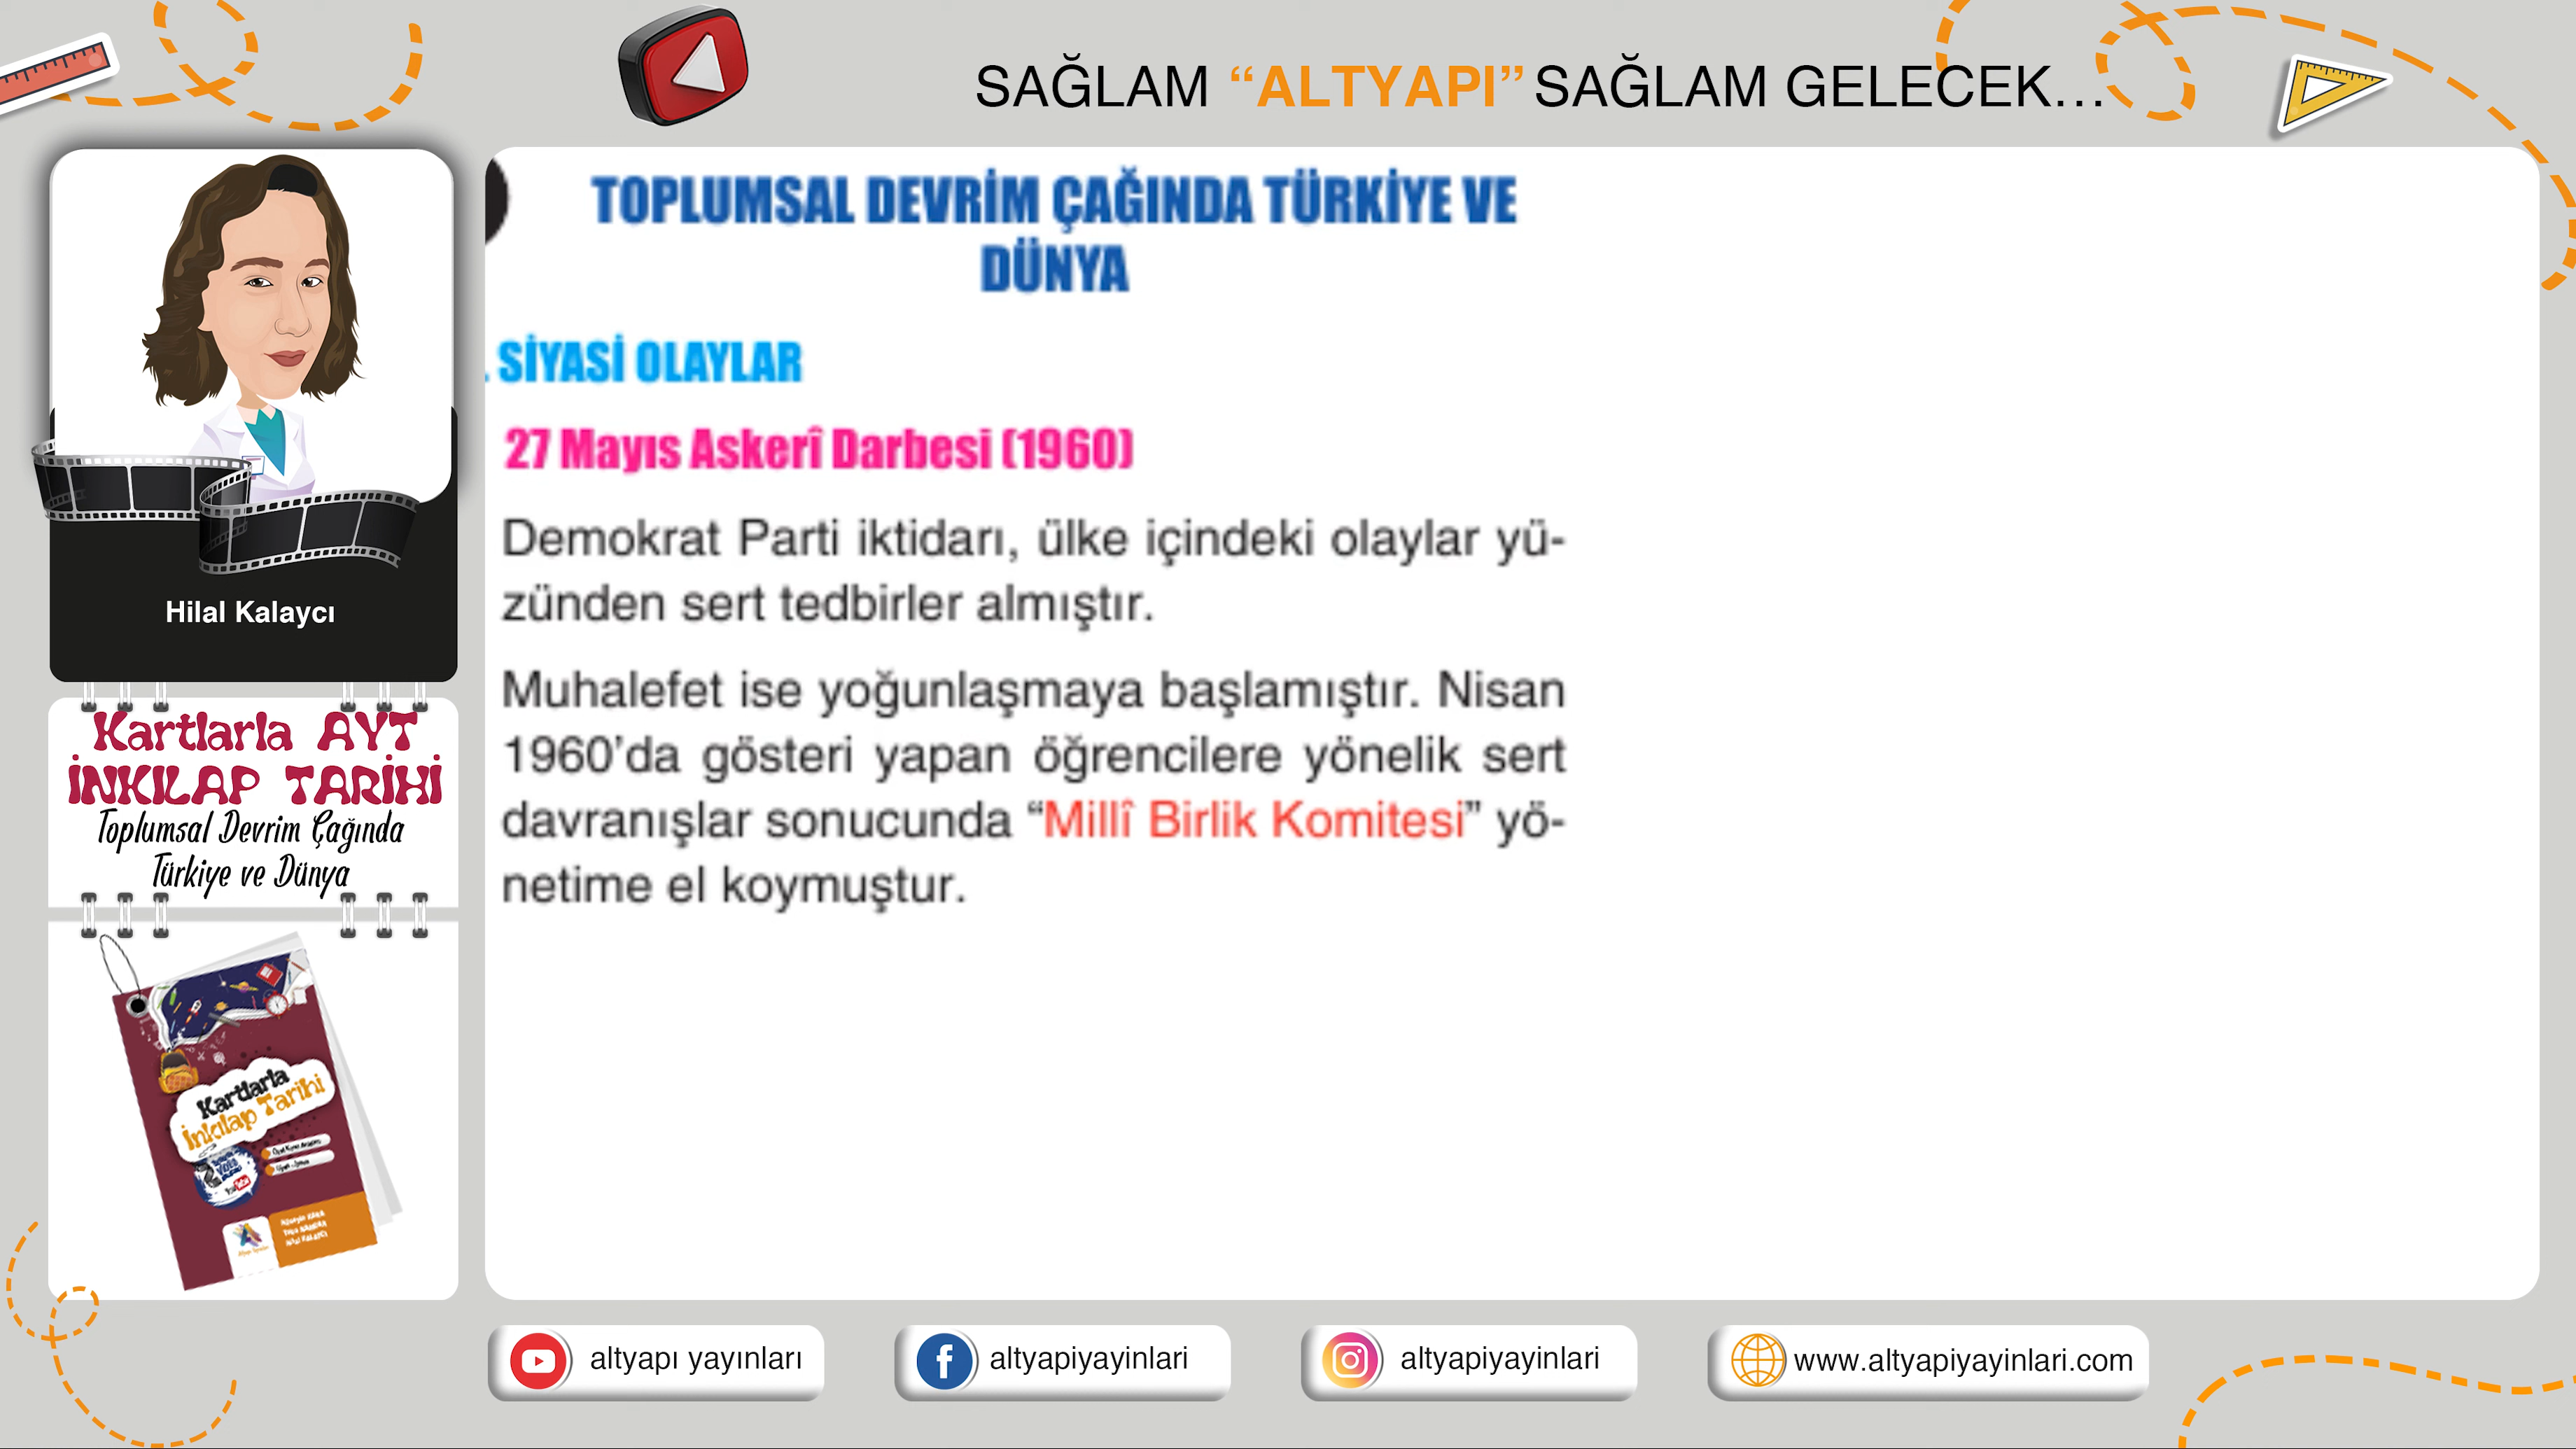 SAĞLAM “ALTYAPI” SAĞLAM GELECEK...
TOPLUMSAL DEVRİM ÇAĞINDA TÜRKİYE VE
DÜNYA
. SİYASİ OLAYLAR
27 Mayıs Askerî Darbesi (1960)
Demokrat Parti iktidarı, ülke içindeki olaylar yü-
zünden sert tedbirler almıştır.
Muhalefet ise yoğunlaşmaya başlamıştır. Nisan
1960’da gösteri yapan öğrencilere yönelik sert
davranışlar sonucunda “Millî Birlik Komitesi” yö-
netime el koymuştur.
Hilal Kalaycı
Kartlarla AYT
İNKILAP TARİHİ
Toplumsal Devrim Çağında
Türkiye ve Dünya
Kartlarla
İnkılap Tarihi
altyapı yayınları
altyapiyayinlari
altyapiyayinlari
www.altyapiyayinlari.com